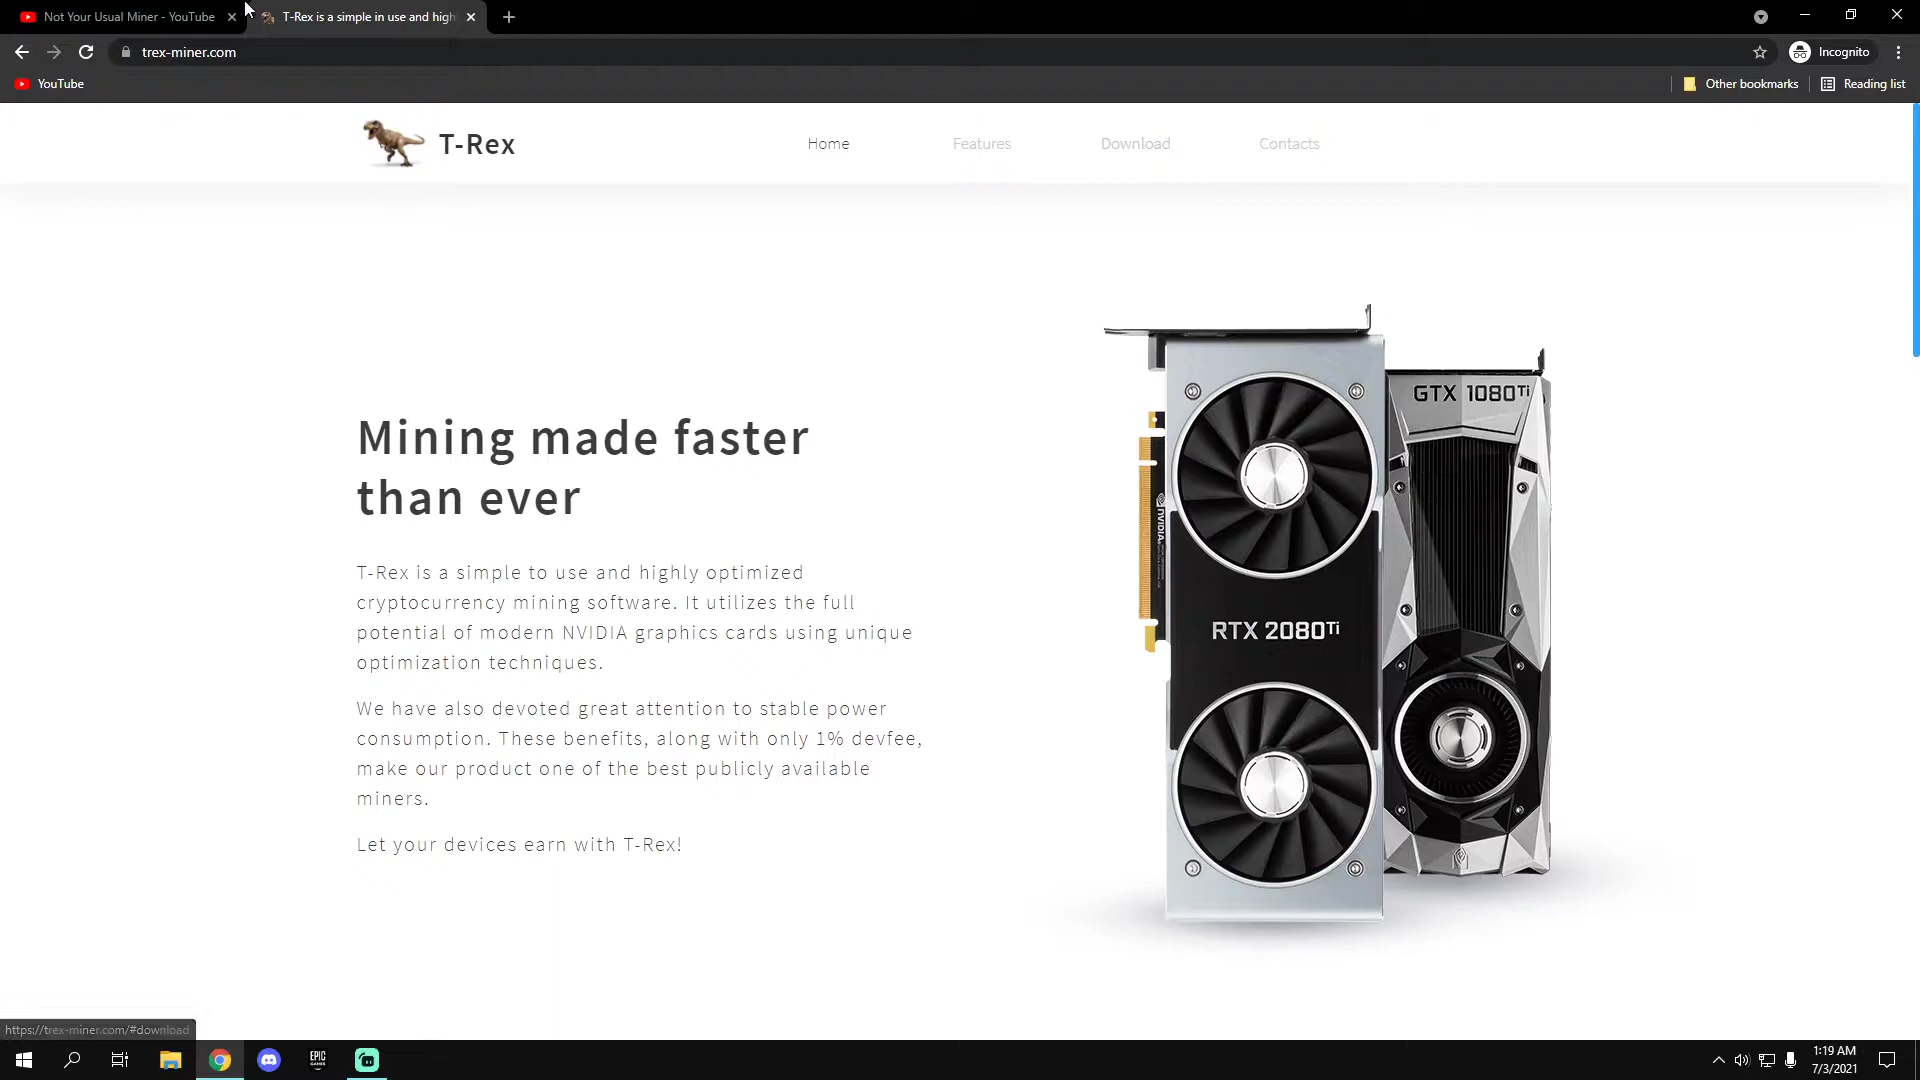 Not Your Usual Miner - YouTube
T-Rex is a simple in use and high
trex-miner.com
Incognito
YouTube
Other bookmarks
Reading list
T-Rex
Home
Features
Download
Contacts
Mining made faster
than ever
T-Rex is a simple to use and highly optimized
cryptocurrency mining software. It utilizes the full
potential of modern NVIDIA graphics cards using unique
optimization techniques.
We have also devoted great attention to stable power
consumption. These benefits, along with only 1% devfee,
make our product one of the best publicly available
miners.
Let your devices earn with T-Rex!
GTX 1080Ti
NVIDIA
RTX 2080Ti
https://trex-miner.com/#download
EPIC
GAMES
1:19 AM
7/3/2021